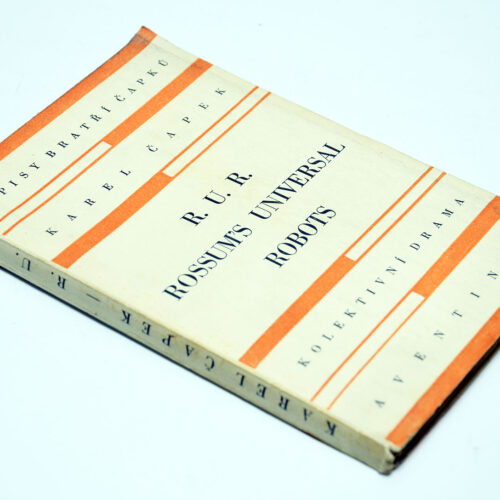 PISY BRATŘÍ ČAPKŮ
KAREL ČAPEK
R. U. R.
ROSSUM'S UNIVERSAL
ROBOTS
KOLEKTIVNÍ DRAMA
AVENTIN
KAREL ČAPEK — R. U.